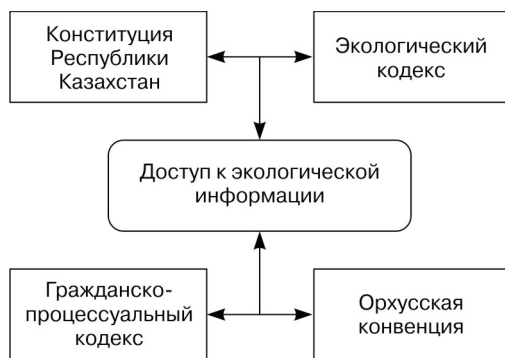 Конституция
Республики
Казахстан
Экологический
кодекс
Доступ к экологической
информации
Гражданско-
процессуальный
кодекс
Орхусская
конвенция